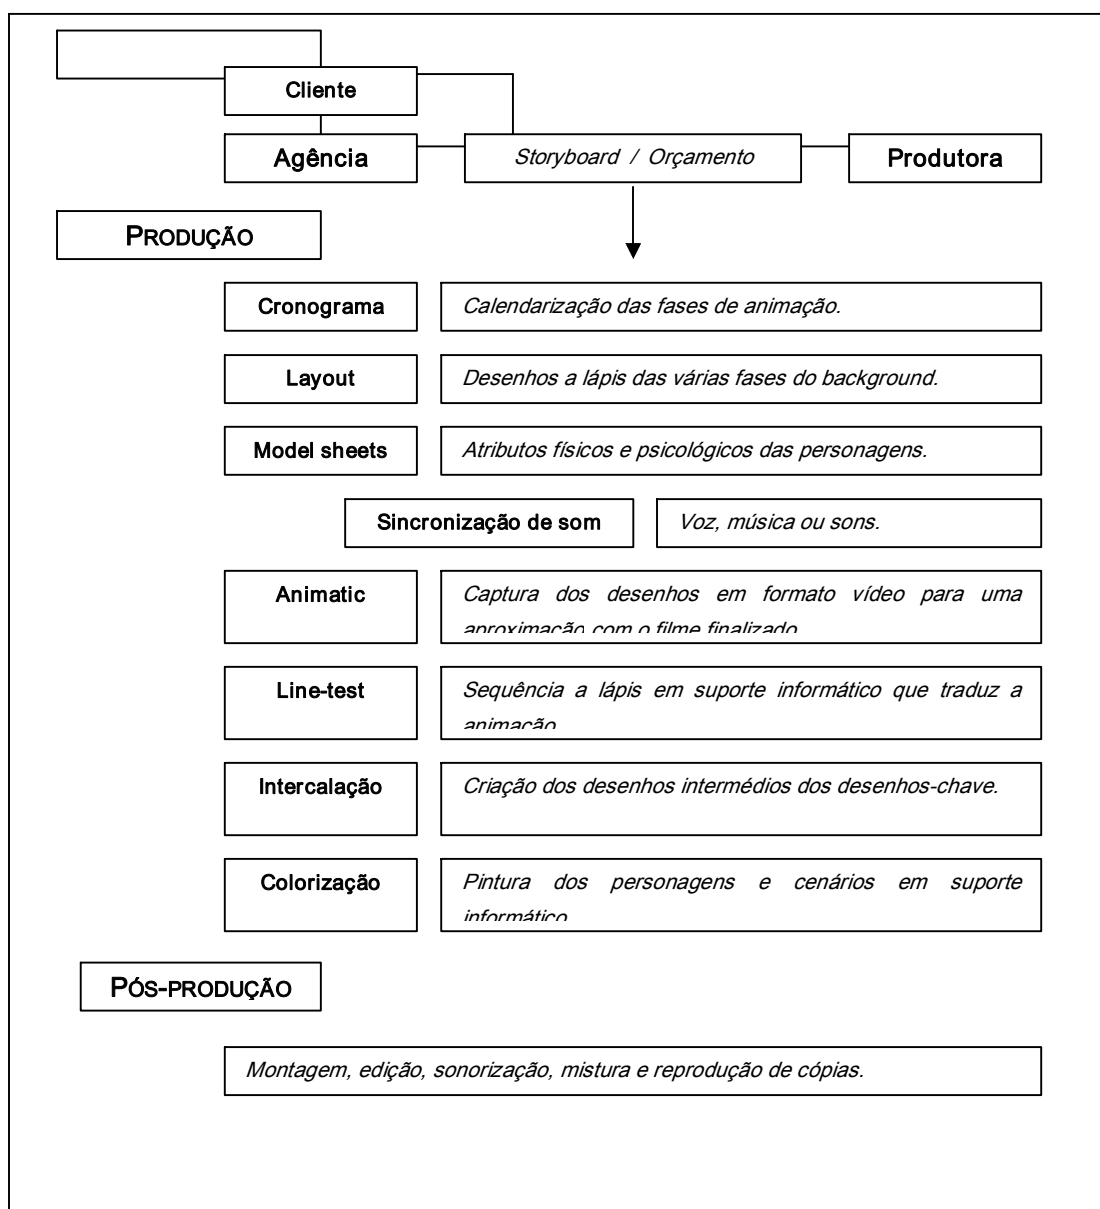 Cliente
Agência
Storyboard / Orçamento
Produtora
PRODUÇÃO
Cronograma
Calendarização das fases de animação.
Layout
Desenhos a lápis das várias fases do background.
Model sheets
Atributos físicos e psicológicos das personagens.
Sincronização de som
Voz, música ou sons.
Animatic
Captura dos desenhos em formato vídeo para uma
aproximação com o filme finalizado
Line-test
Sequência a lápis em suporte informático que traduz a
animação
Intercalação
Criação dos desenhos intermédios dos desenhos-chave.
Colorização
Pintura dos personagens e cenários em suporte
informático
PÓS-PRODUÇÃO
Montagem, edição, sonorização, mistura e reprodução de cópias.